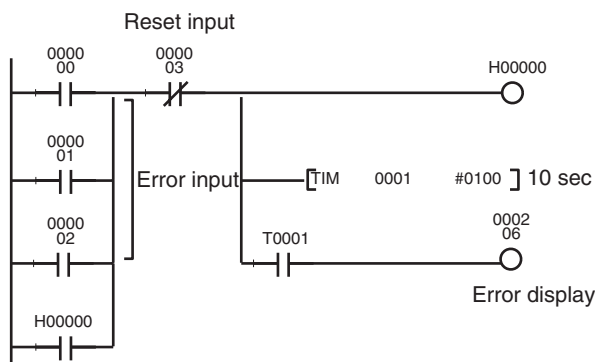 Reset input
0000
00
0000
03
H00000
0000
01
Error input
TIM 0001 #0100 10 sec
0000
02
T0001
0002
06
Error display
H00000